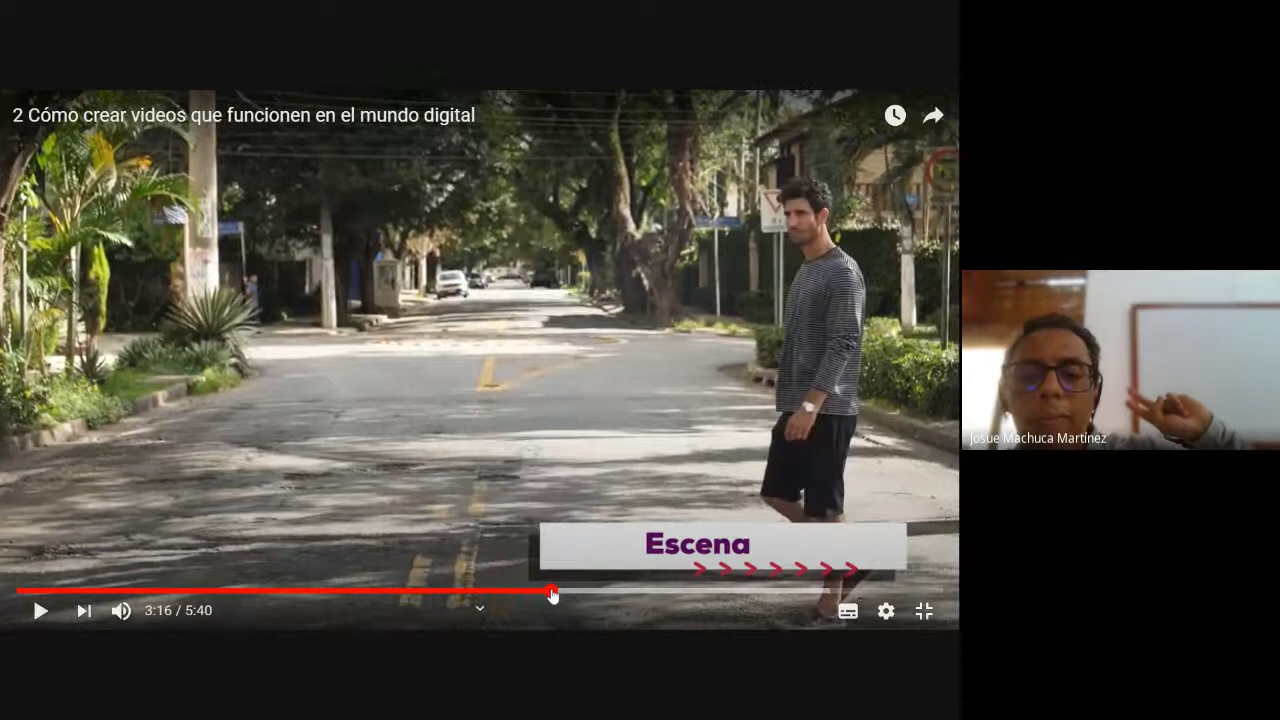 2 Cómo crear videos que funcionen en el mundo digital
Josue Machuca Martinez
Escena
3:16 / 5:40